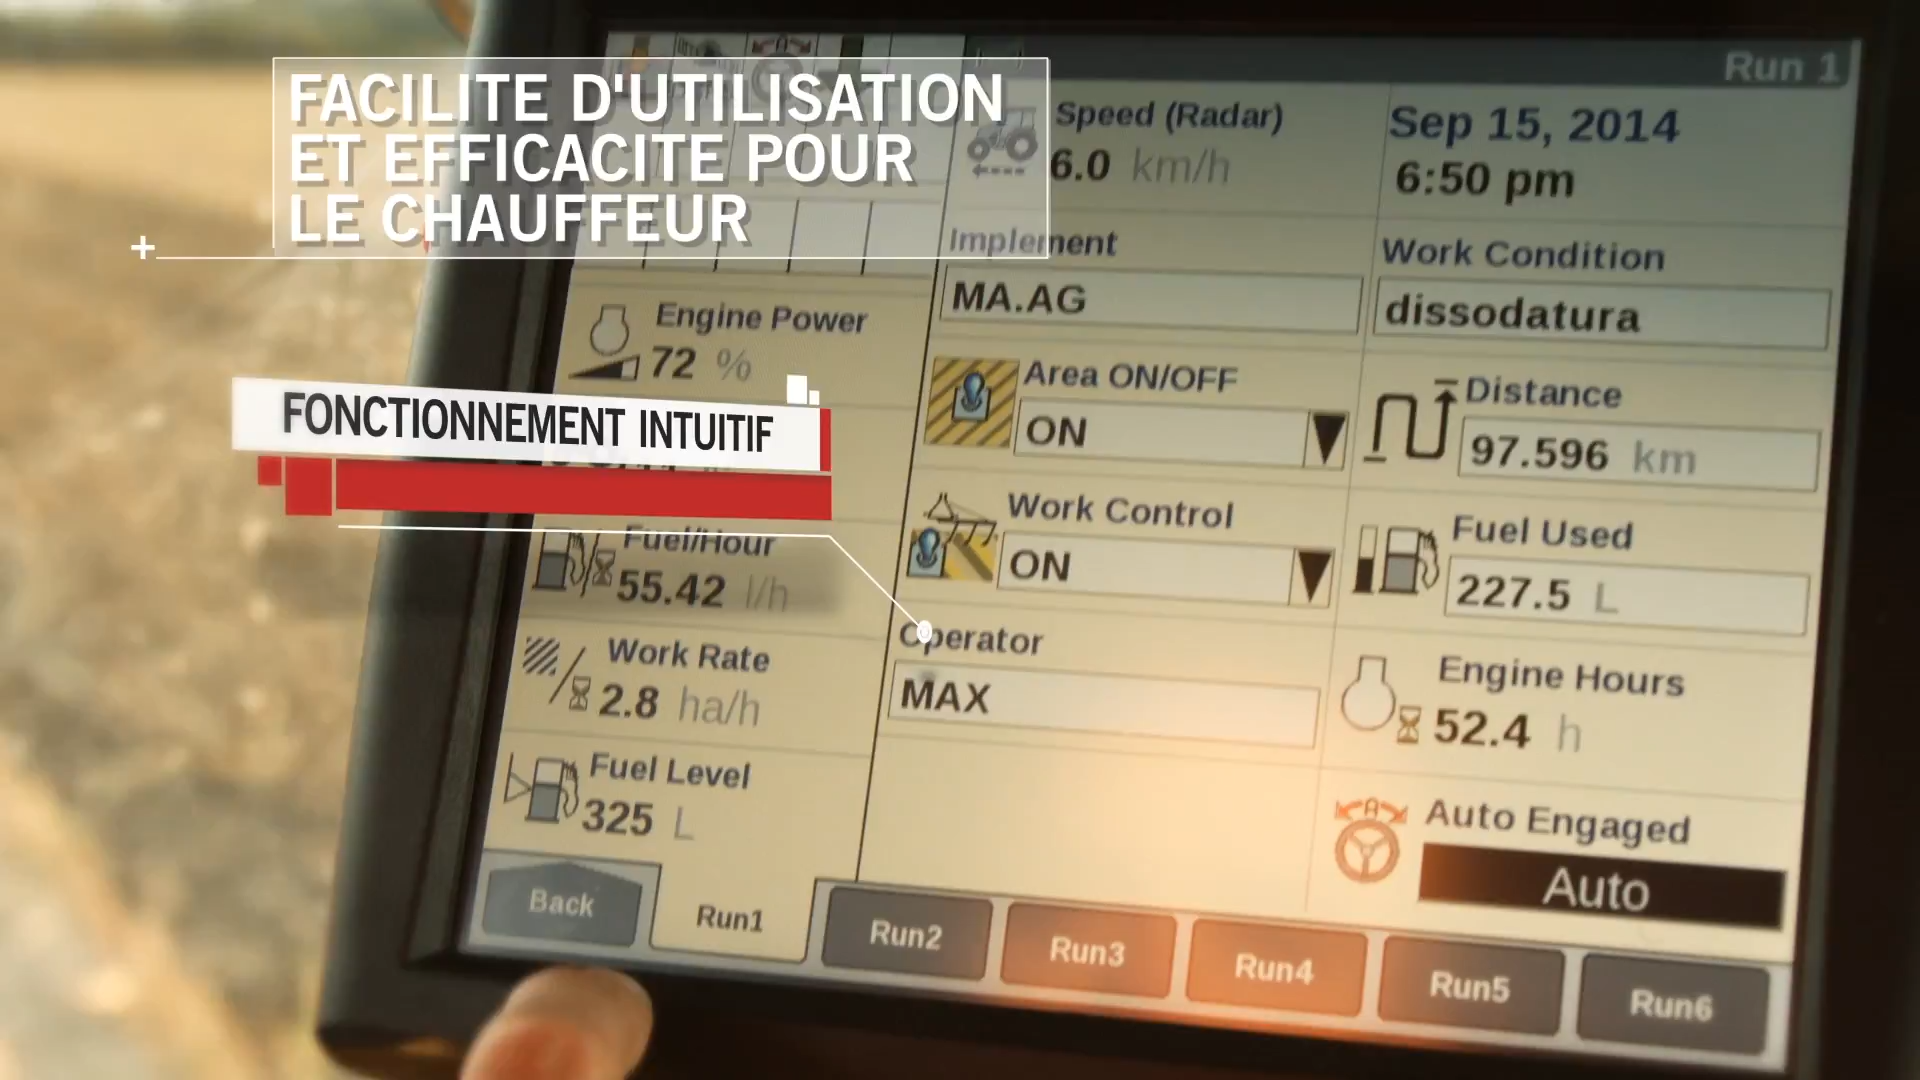 FACILITE D'UTILISATION
ET EFFICACITE POUR
LE CHAUFFEUR
FONCTIONNEMENT INTUITIF
Run 1
Speed (Radar)
6.0 km/h
Sep 15, 2014
6:50 pm
Implement
MA.AG
Work Condition
dissodatura
Engine Power
72 %
Area ON/OFF
ON
Distance
97.596 km
Fuel/Hour
55.42 l/h
Work Control
ON
Fuel Used
227.5 L
Work Rate
2.8 ha/h
Operator
MAX
Engine Hours
52.4 h
Fuel Level
325 L
Auto Engaged
Auto
Back
Run1
Run2
Run3
Run4
Run5
Run6